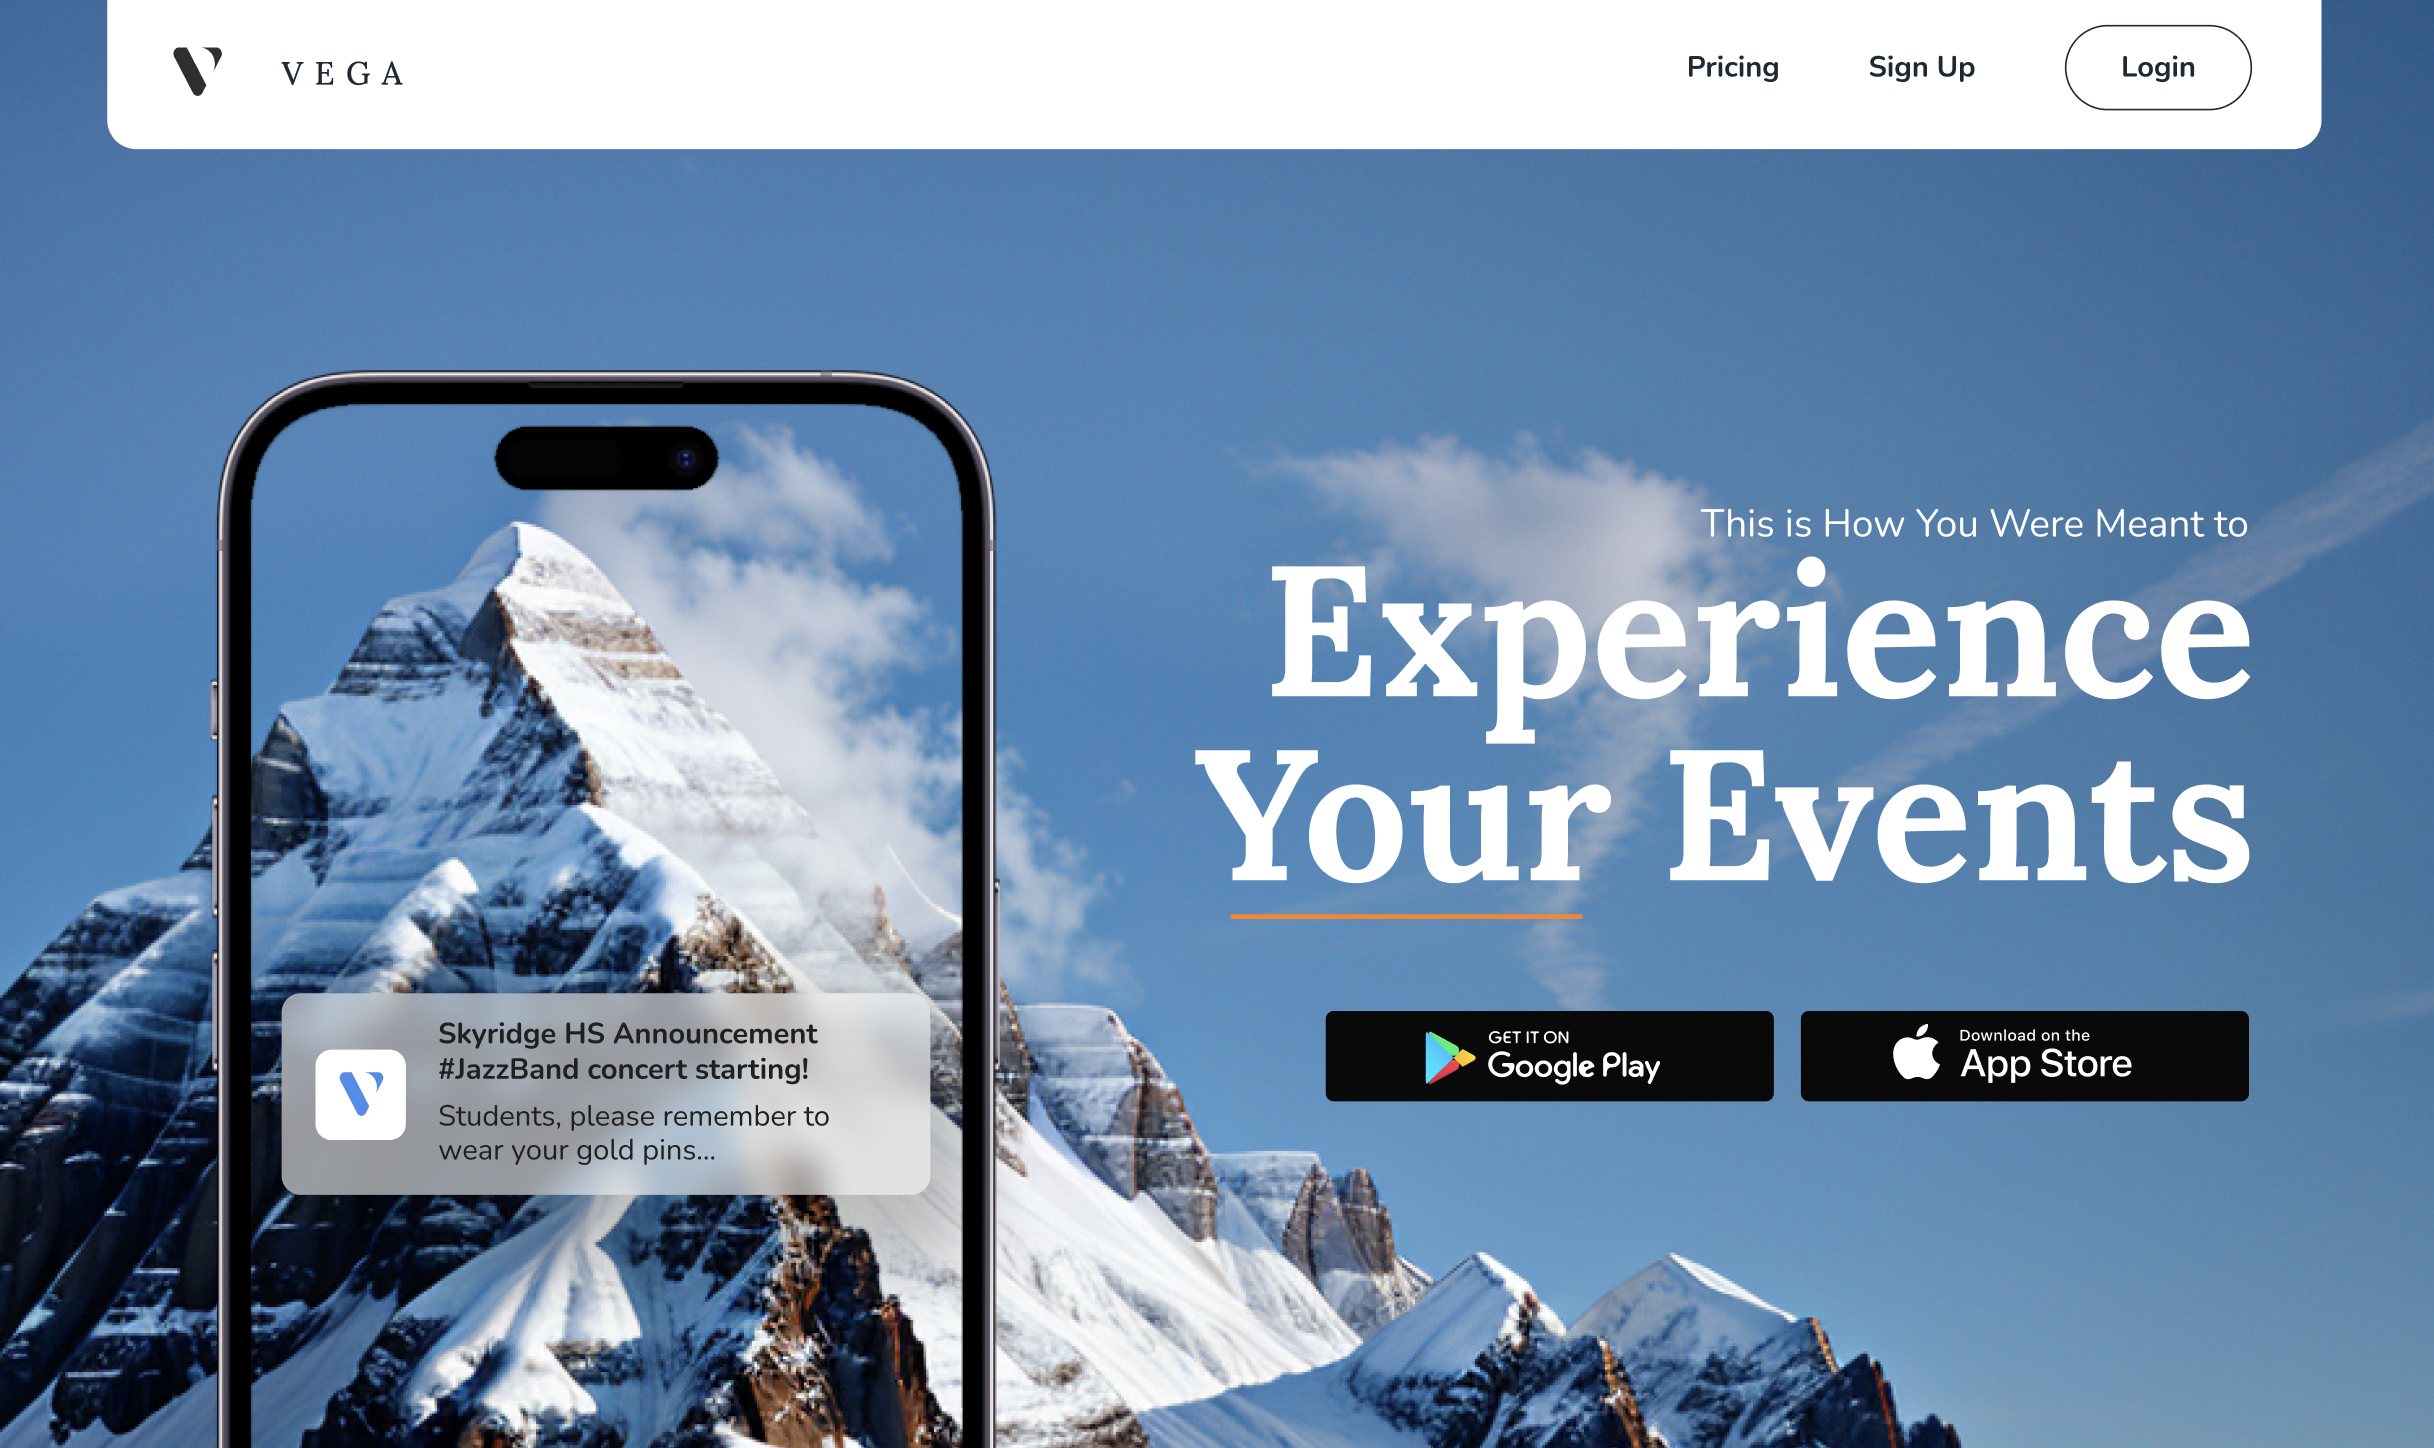 VEGA
Pricing
Sign Up
Login
This is How You Were Meant to
Experience
Your Events
GET IT ON
Google Play
Download on the
App Store
Skyridge HS Announcement
#JazzBand concert starting!
Students, please remember to
wear your gold pins...